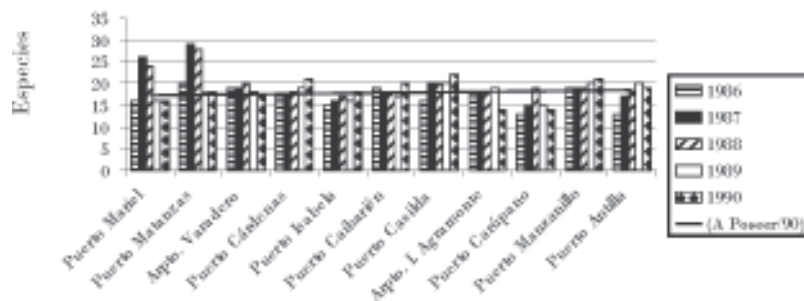 Especies
35
30
25
20
15
10
5
0
Puerto Mariel
Puerto Matanzas
Apto. Varadero
Puerto Cárdenas
Puerto Isabela
Puerto Caibarién
Puerto Casilda
Apto. I. Agramonte
Puerto Carúpano
Puerto Manzanillo
Puerto Antilla
1986
1987
1988
1989
1990